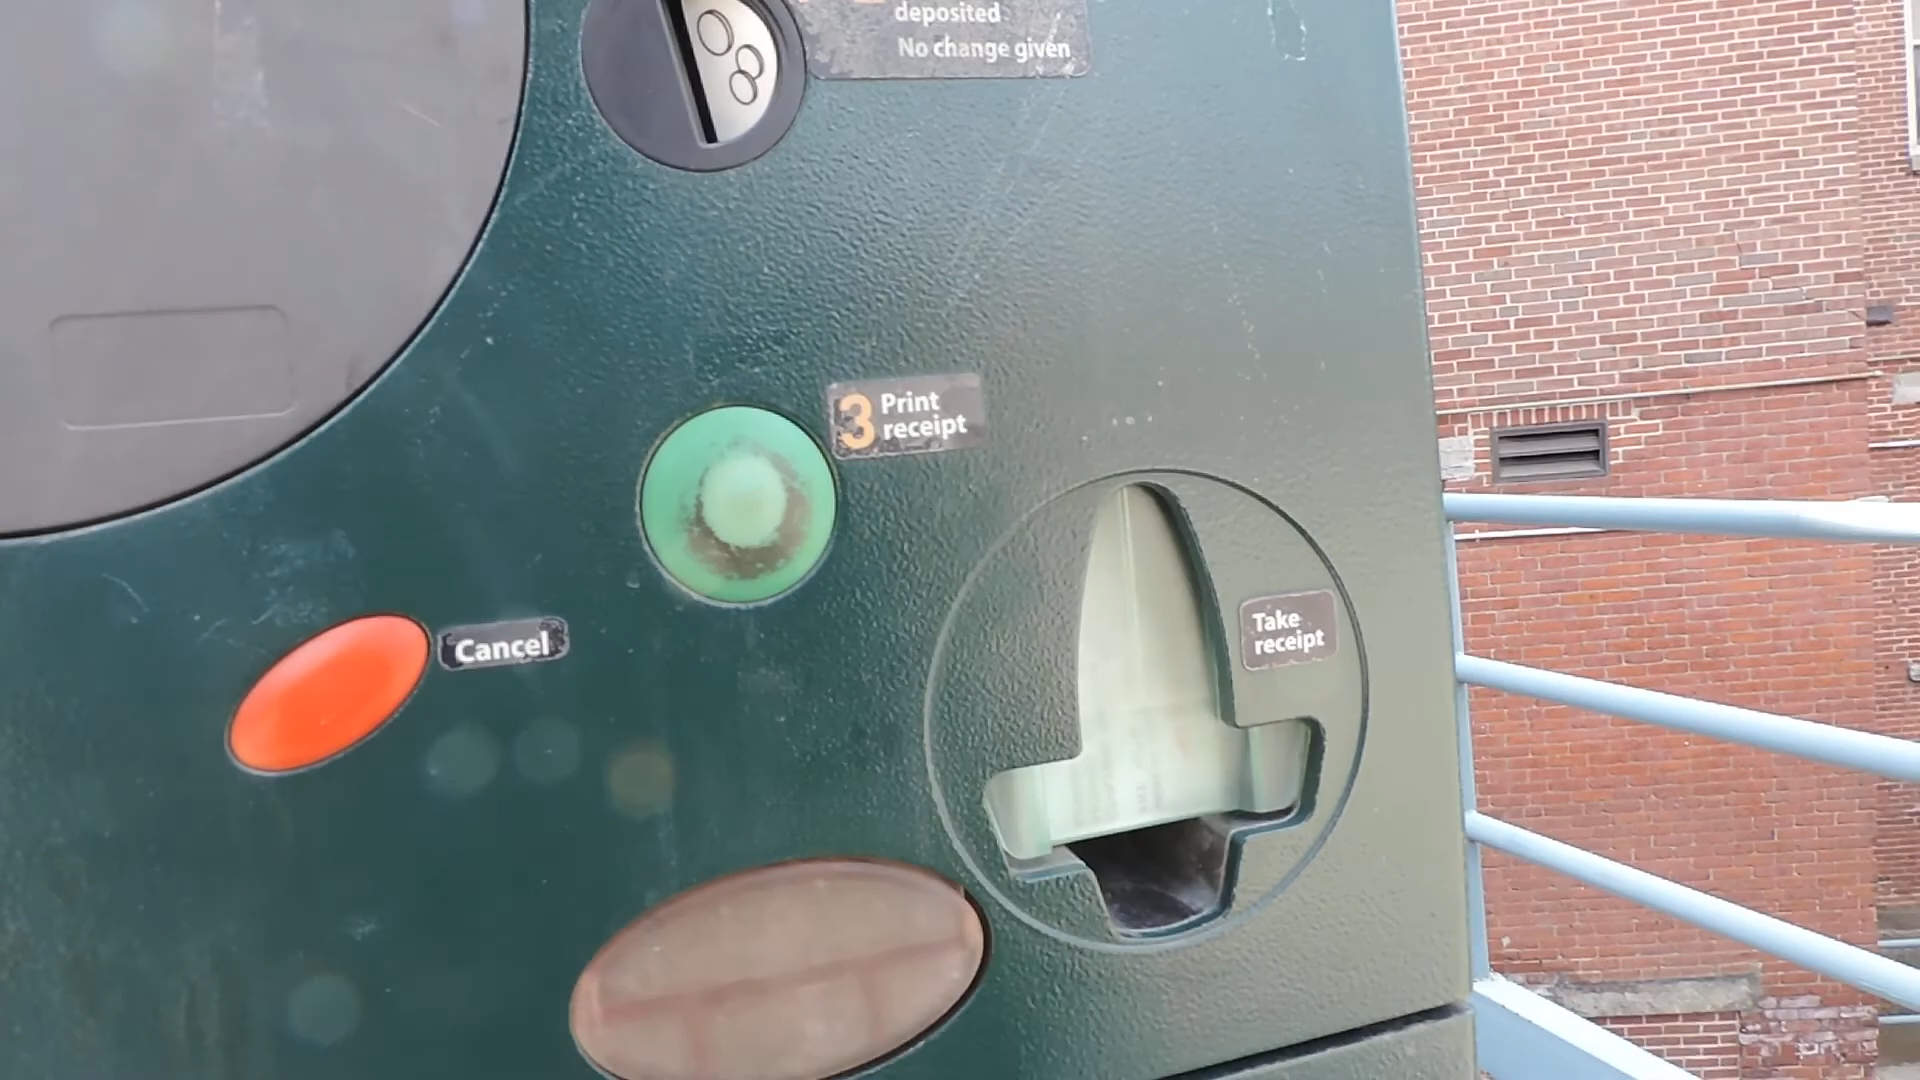 deposited
No change given
3 Print
receipt
Cancel
Take
receipt